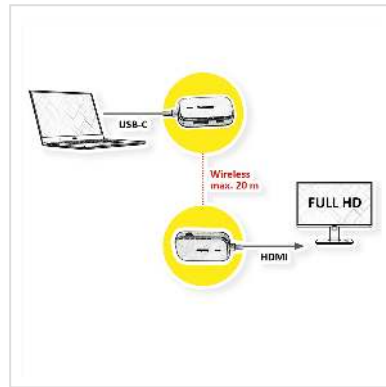 USB-C
Wireless
max. 20 m
FULL HD
HDMI